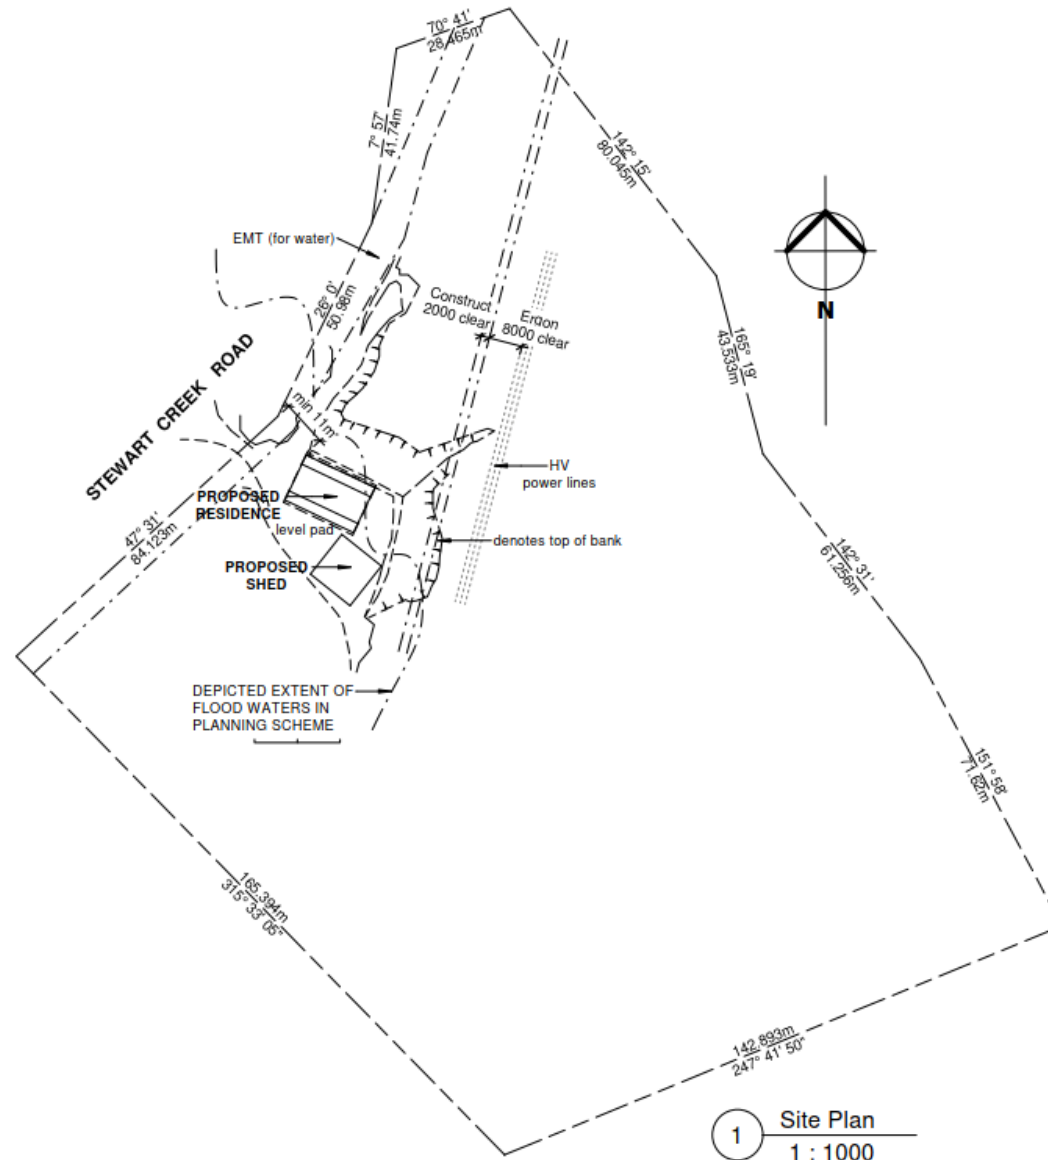 70° 41'
28.465m
7° 57'
41.74m
142° 15'
80.045m
EMT (for water)
26° 0'
50.98m
Construct
2000 clear
Ergon
8000 clear
N
165° 19'
43.533m
STEWART CREEK ROAD
min 11m
HV
power lines
PROPOSED
RESIDENCE
level pad
denotes top of bank
47° 31'
84.123m
PROPOSED
SHED
142° 31'
61.256m
DEPICTED EXTENT OF
FLOOD WATERS IN
PLANNING SCHEME
151° 58'
71.62m
165.394m
315° 33' 05"
142.893m
247° 41' 50"
1
Site Plan
1 : 1000